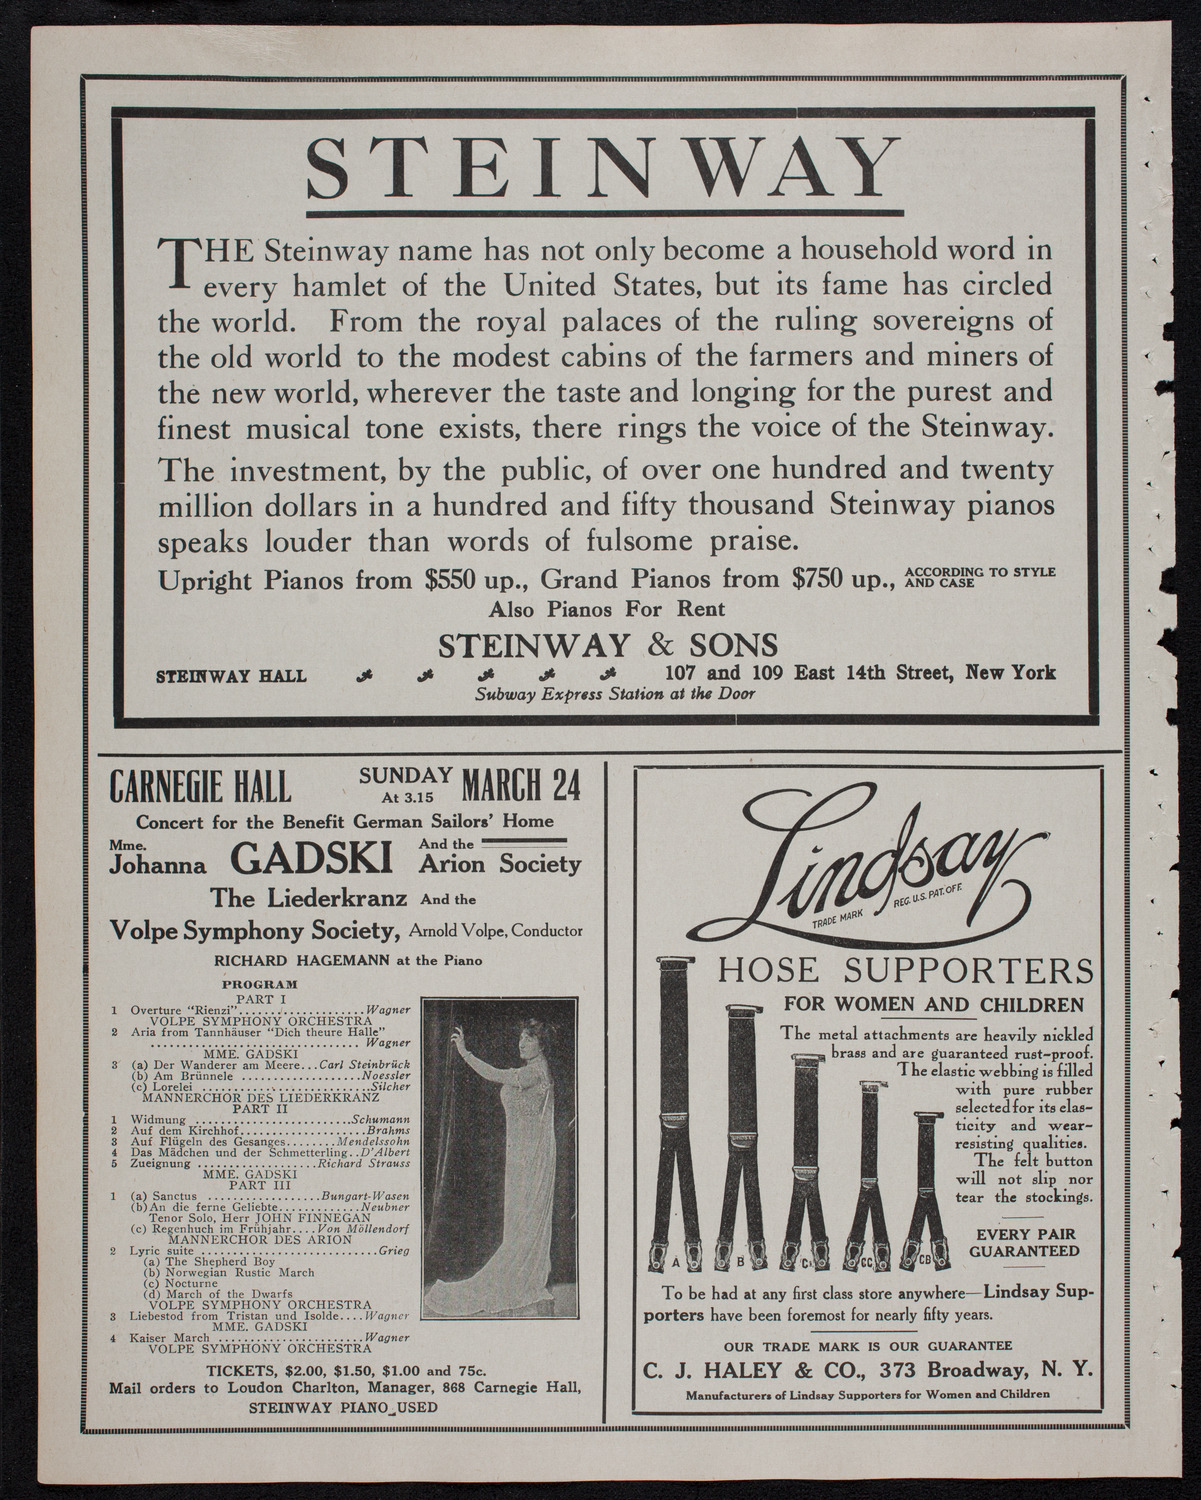 STEINWAY
THE Steinway name has not only become a household word in
every hamlet of the United States, but its fame has circled
the world. From the royal palaces of the ruling sovereigns of
the old world to the modest cabins of the farmers and miners of
the new world, wherever the taste and longing for the purest and
finest musical tone exists, there rings the voice of the Steinway.
The investment, by the public, of over one hundred and twenty
million dollars in a hundred and fifty thousand Steinway pianos
speaks louder than words of fulsome praise.
Upright Pianos from $550 up., Grand Pianos from $750 up., ACCORDING TO STYLE AND CASE
Also Pianos For Rent
STEINWAY & SONS
STEINWAY HALL 107 and 109 East 14th Street, New York
Subway Express Station at the Door
CARNEGIE HALL SUNDAY At 3.15 MARCH 24
Concert for the Benefit German Sailors' Home
Mme. Johanna GADSKI And the Arion Society
The Liederkranz And the
Volpe Symphony Society, Arnold Volpe, Conductor
RICHARD HAGEMANN at the Piano
PROGRAM
PART I
1 Overture "Rienzi"....................Wagner
VOLPE SYMPHONY ORCHESTRA
2 Aria from Tannhäuser "Dich theure Halle"
............................... Wagner
MME. GADSKI
3 (a) Der Wanderer am Meere...Carl Steinbrück
(b) Am Brünnele ..................Noessler
(c) Lorelei .........................Silcher
MANNERCHOR DES LIEDERKRANZ
PART II
1 Widmung .........................Schumann
2 Auf dem Kirchhof....................Brahms
3 Auf Flügeln des Gesanges........Mendelssohn
4 Das Mädchen und der Schmetterling..D'Albert
5 Zueignung ..................Richard Strauss
MME. GADSKI
PART III
1 (a) Sanctus .................Bungart-Wasen
(b) An die ferne Geliebte............Neubner
Tenor Solo, Herr JOHN FINNEGAN
(c) Regenhuch im Frühjahr....Von Möllendorf
MANNERCHOR DES ARION
2 Lyric suite ...........................Grieg
(a) The Shepherd Boy
(b) Norwegian Rustic March
(c) Nocturne
(d) March of the Dwarfs
VOLPE SYMPHONY ORCHESTRA
3 Liebestod from Tristan und Isolde....Wagner
MME. GADSKI
4 Kaiser March ......................Wagner
VOLPE SYMPHONY ORCHESTRA
TICKETS, $2.00, $1.50, $1.00 and 75c.
Mail orders to Loudon Charlton, Manager, 868 Carnegie Hall,
STEINWAY PIANO USED
Lindsay
TRADE MARK REG. U.S. PAT. OFF.
HOSE SUPPORTERS
FOR WOMEN AND CHILDREN
The metal attachments are heavily nickled
brass and are guaranteed rust-proof.
The elastic webbing is filled
with pure rubber
selected for its elas-
ticity and wear-
resisting qualities.
The felt button
will not slip nor
tear the stockings.
EVERY PAIR
GUARANTEED
A B C CC CB
To be had at any first class store anywhere—Lindsay Sup-
porters have been foremost for nearly fifty years.
OUR TRADE MARK IS OUR GUARANTEE
C. J. HALEY & CO., 373 Broadway, N. Y.
Manufacturers of Lindsay Supporters for Women and Children